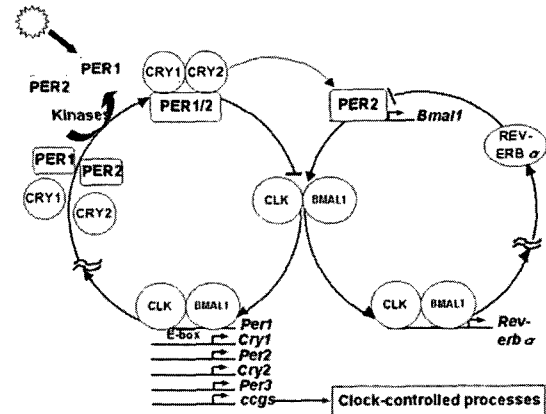 PER1
PER2
Kinases
CRY1 CRY2
PER1/2
PER2
Bmal1
REV-
ERB α
PER1
PER2
CRY1
CRY2
CLK BMAL1
CLK BMAL1
E-box
Per1
Cry1
Per2
Cry2
Per3
ccgs
Clock-controlled processes
CLK BMAL1
Rev-
erb α